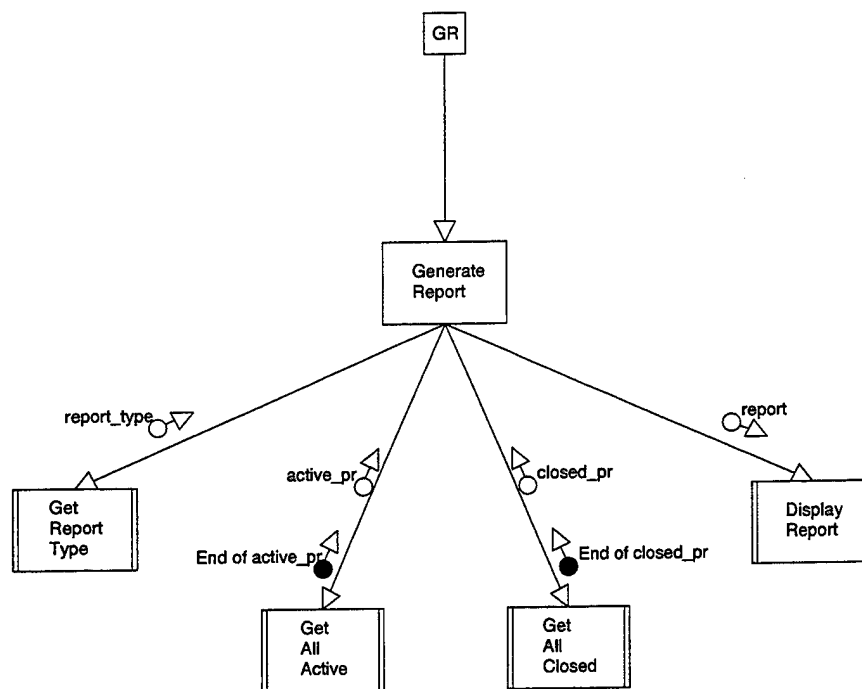 GR
Generate
Report
report_type
report
active_pr
closed_pr
Get
Report
Type
Display
Report
End of active_pr
End of closed_pr
Get
All
Active
Get
All
Closed